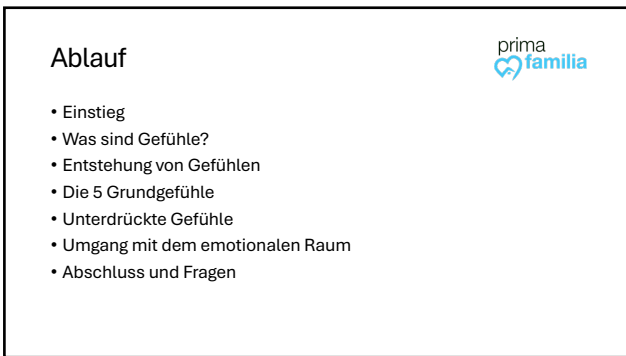 Ablauf
prima
familia
• Einstieg
• Was sind Gefühle?
• Entstehung von Gefühlen
• Die 5 Grundgefühle
• Unterdrückte Gefühle
• Umgang mit dem emotionalen Raum
• Abschluss und Fragen